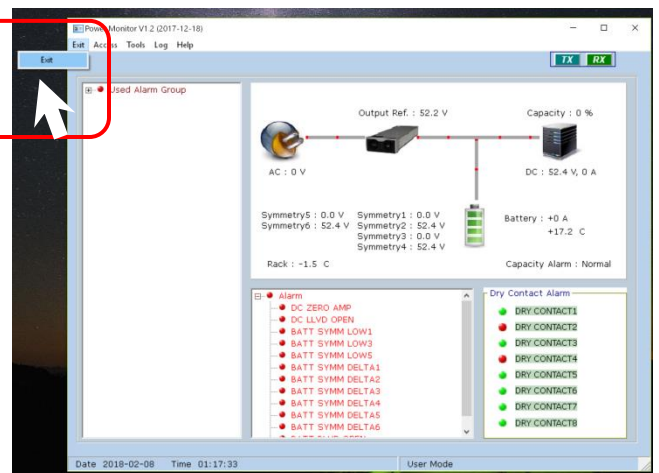 Power Monitor V1.2 (2017-12-18)
Exit Access Tools Log Help
Exit
TX RX
Used Alarm Group
Output Ref. : 52.2 V
Capacity : 0 %
AC : 0 V
DC : 52.4 V, 0 A
Symmetry5 : 0.0 V Symmetry1 : 0.0 V
Symmetry6 : 52.4 V Symmetry2 : 52.4 V
Symmetry3 : 0.0 V
Symmetry4 : 52.4 V
Battery : +0 A
+17.2 C
Rack : -1.5 C
Capacity Alarm : Normal
Alarm
DC ZERO AMP
DC LLVD OPEN
BATT SYMM LOW1
BATT SYMM LOW3
BATT SYMM LOW5
BATT SYMM DELTA1
BATT SYMM DELTA2
BATT SYMM DELTA3
BATT SYMM DELTA4
BATT SYMM DELTA5
BATT SYMM DELTA6
Dry Contact Alarm
DRY CONTACT1
DRY CONTACT2
DRY CONTACT3
DRY CONTACT4
DRY CONTACT5
DRY CONTACT6
DRY CONTACT7
DRY CONTACT8
Date 2018-02-08 Time 01:17:33
User Mode